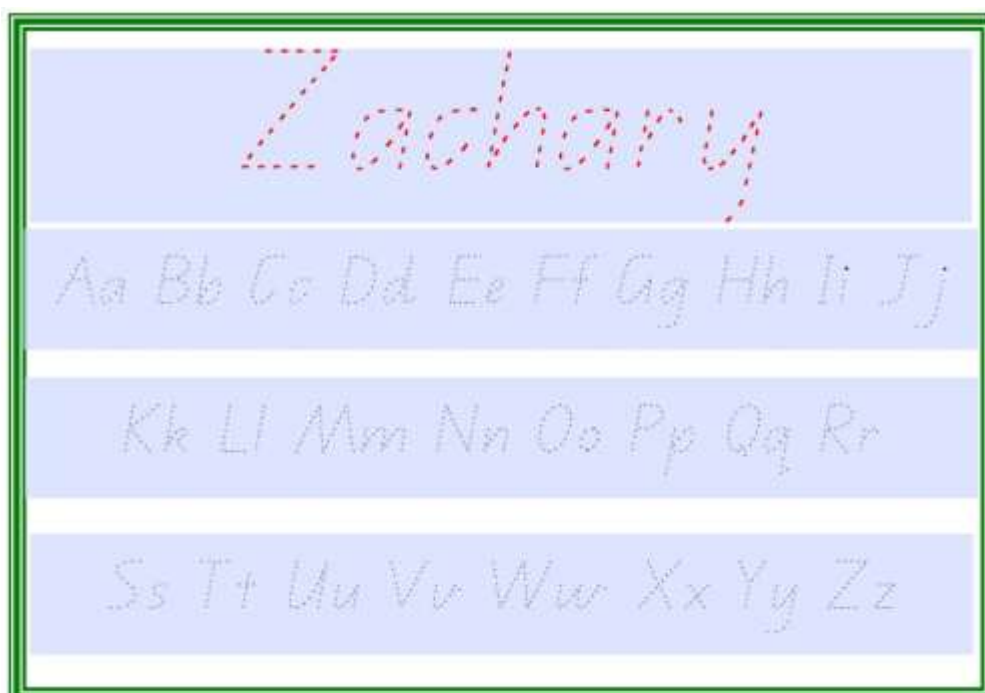 Zachary
Aa Bb Cc Dd Ee Ff Gg Hh Ii Jj
Kk Ll Mm Nn Oo Pp Qq Rr
Ss Tt Uu Vv Ww Xx Yy Zz